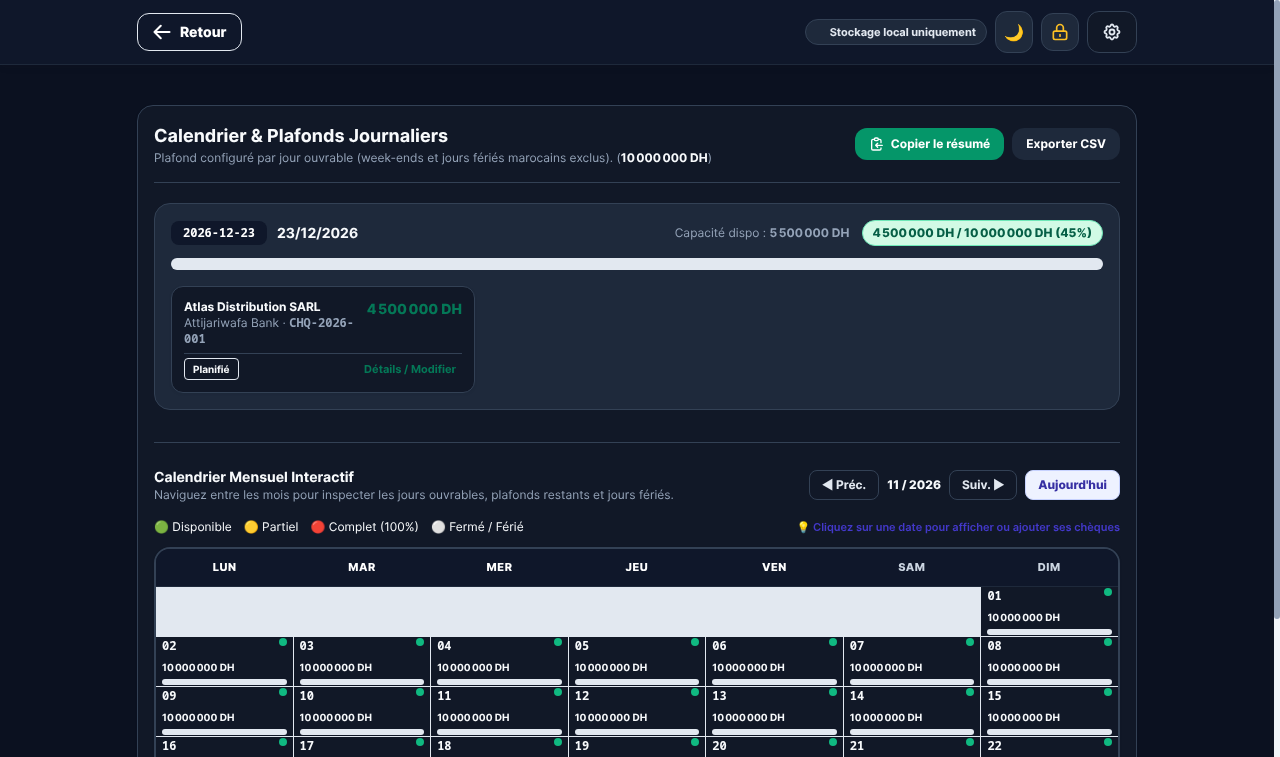 Retour
Stockage local uniquement
Calendrier & Plafonds Journaliers
Plafond configuré par jour ouvrable (week-ends et jours fériés marocains exclus). (10 000 000 DH)
Copier le résumé
Exporter CSV
2026-12-23
23/12/2026
Capacité dispo : 5 500 000 DH
4 500 000 DH / 10 000 000 DH (45%)
Atlas Distribution SARL
4 500 000 DH
Attijariwafa Bank · CHQ-2026-
001
Planifié
Détails / Modifier
Calendrier Mensuel Interactif
Naviguez entre les mois pour inspecter les jours ouvrables, plafonds restants et jours fériés.
◀ Préc.
11 / 2026
Suiv. ▶
Aujourd'hui
Disponible
Partiel
Complet (100%)
Fermé / Férié
Cliquez sur une date pour afficher ou ajouter ses chèques
LUN MAR MER JEU VEN SAM DIM
01
10 000 000 DH
02 03 04 05 06 07 08
10 000 000 DH 10 000 000 DH 10 000 000 DH 10 000 000 DH 10 000 000 DH 10 000 000 DH 10 000 000 DH
09 10 11 12 13 14 15
10 000 000 DH 10 000 000 DH 10 000 000 DH 10 000 000 DH 10 000 000 DH 10 000 000 DH 10 000 000 DH
16 17 18 19 20 21 22